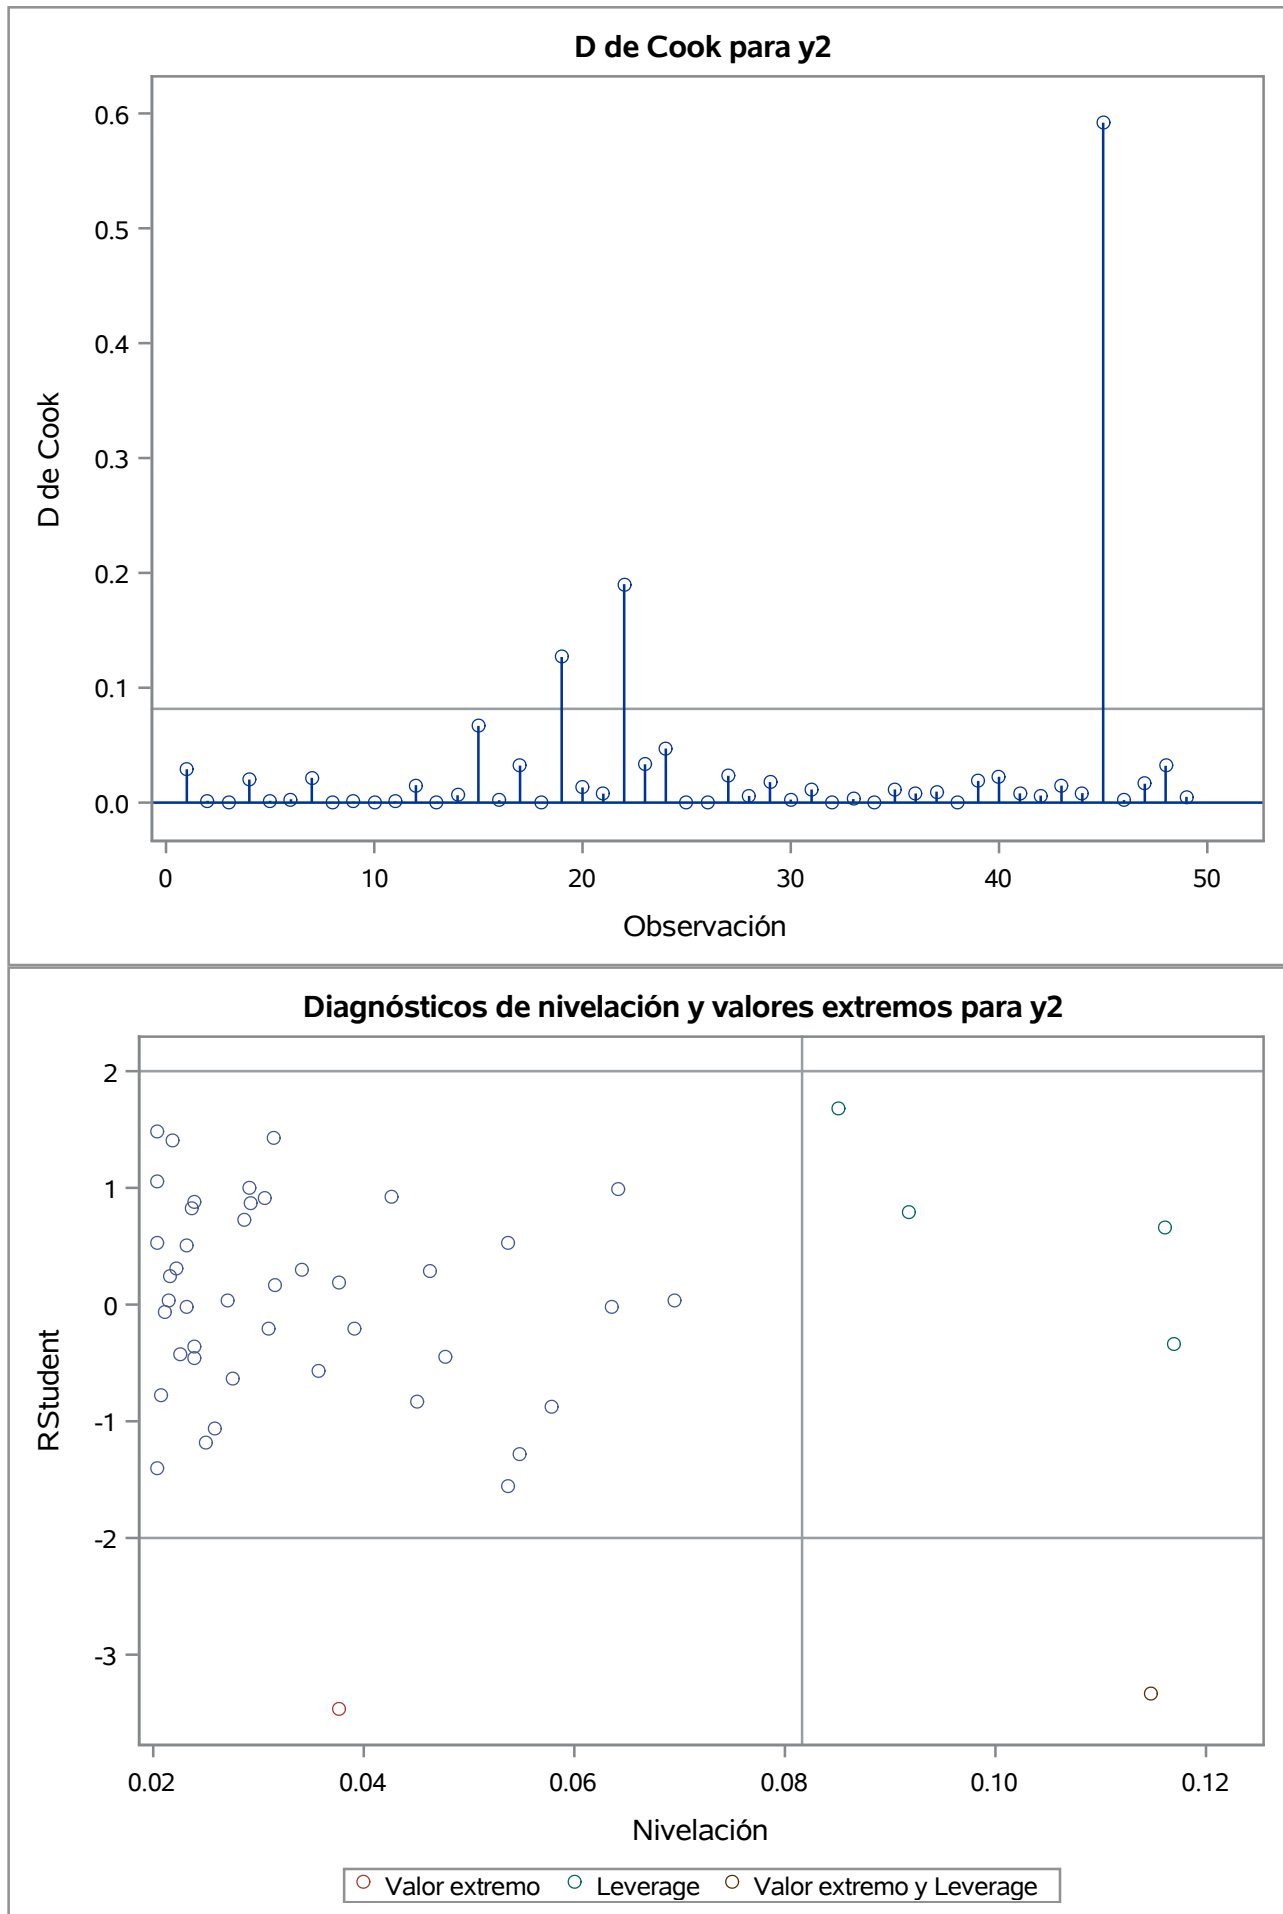 D de Cook para y2
0.6
0.5
0.4
0.3
0.2
0.1
0.0
D de Cook
0 10 20 30 40 50
Observación
Diagnósticos de nivelación y valores extremos para y2
2
1
0
-1
-2
-3
RStudent
0.02 0.04 0.06 0.08 0.10 0.12
Nivelación
Valor extremo Leverage Valor extremo y Leverage